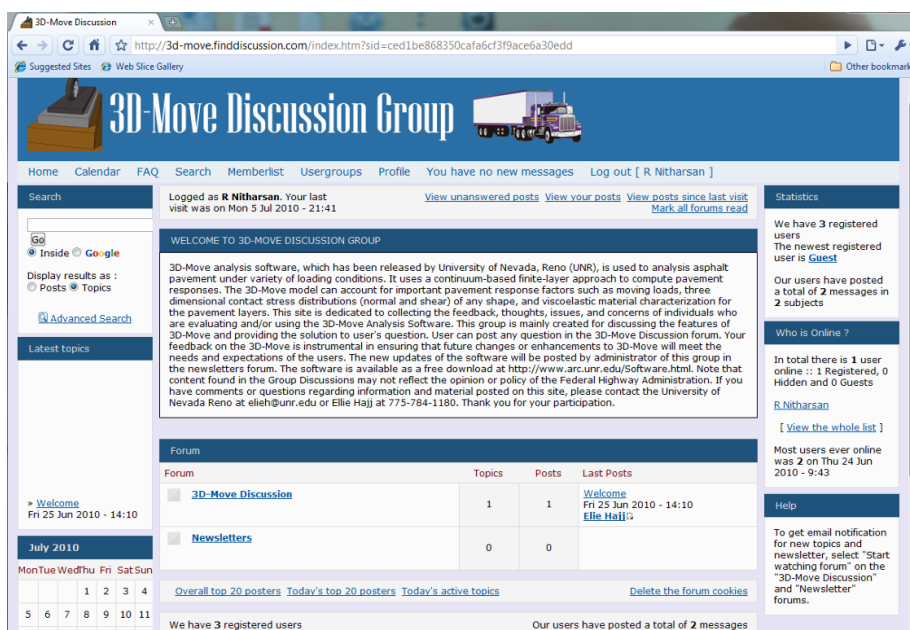 3D-Move Discussion
http://3d-move.finddiscussion.com/index.htm?sid=ced1be868350cafa6cf3f9ace6a30edd
Suggested Sites Web Slice Gallery Other bookmark
3D-Move Discussion Group
Home Calendar FAQ Search Memberlist Usergroups Profile You have no new messages Log out [ R Nitharsan ]
Search
Go
Inside Google
Display results as :
Posts Topics
Advanced Search
Latest topics
» Welcome
Fri 25 Jun 2010 - 14:10
July 2010
Mon Tue Wed Thu Fri Sat Sun
1 2 3 4
5 6 7 8 9 10 11
Logged as R Nitharsan. Your last
visit was on Mon 5 Jul 2010 - 21:41
View unanswered posts View your posts View posts since last visit
Mark all forums read
WELCOME TO 3D-MOVE DISCUSSION GROUP
3D-Move analysis software, which has been released by University of Nevada, Reno (UNR), is used to analysis asphalt
pavement under variety of loading conditions. It uses a continuum-based finite-layer approach to compute pavement
responses. The 3D-Move model can account for important pavement response factors such as moving loads, three
dimensional contact stress distributions (normal and shear) of any shape, and viscoelastic material characterization for
the pavement layers. This site is dedicated to collecting the feedback, thoughts, issues, and concerns of individuals who
are evaluating and/or using the 3D-Move Analysis Software. This group is mainly created for discussing the features of
3D-Move and providing the solution to user's question. User can post any question in the 3D-Move Discussion forum. Your
feedback on the 3D-Move is instrumental in ensuring that future changes or enhancements to 3D-Move will meet the
needs and expectations of the users. The new updates of the software will be posted by administrator of this group in
the newsletters forum. The software is available as a free download at http://www.arc.unr.edu/Software.html. Note that
content found in the Group Discussions may not reflect the opinion or policy of the Federal Highway Administration. If you
have comments or questions regarding information and material posted on this site, please contact the University of
Nevada Reno at elieh@unr.edu or Ellie Hajj at 775-784-1180. Thank you for your participation.
Forum
Forum Topics Posts Last Posts
3D-Move Discussion 1 1 Welcome
Fri 25 Jun 2010 - 14:10
Elie Hajj
Newsletters 0 0
Overall top 20 posters Today's top 20 posters Today's active topics Delete the forum cookies
We have 3 registered users Our users have posted a total of 2 messages
Statistics
We have 3 registered
users
The newest registered
user is Guest
Our users have posted
a total of 2 messages in
2 subjects
Who is Online ?
In total there is 1 user
online :: 1 Registered, 0
Hidden and 0 Guests
R Nitharsan
[ View the whole list ]
Most users ever online
was 2 on Thu 24 Jun
2010 - 9:43
Help
To get email notification
for new topics and
newsletter, select "Start
watching forum" on the
"3D-Move Discussion"
and "Newsletter"
forums.